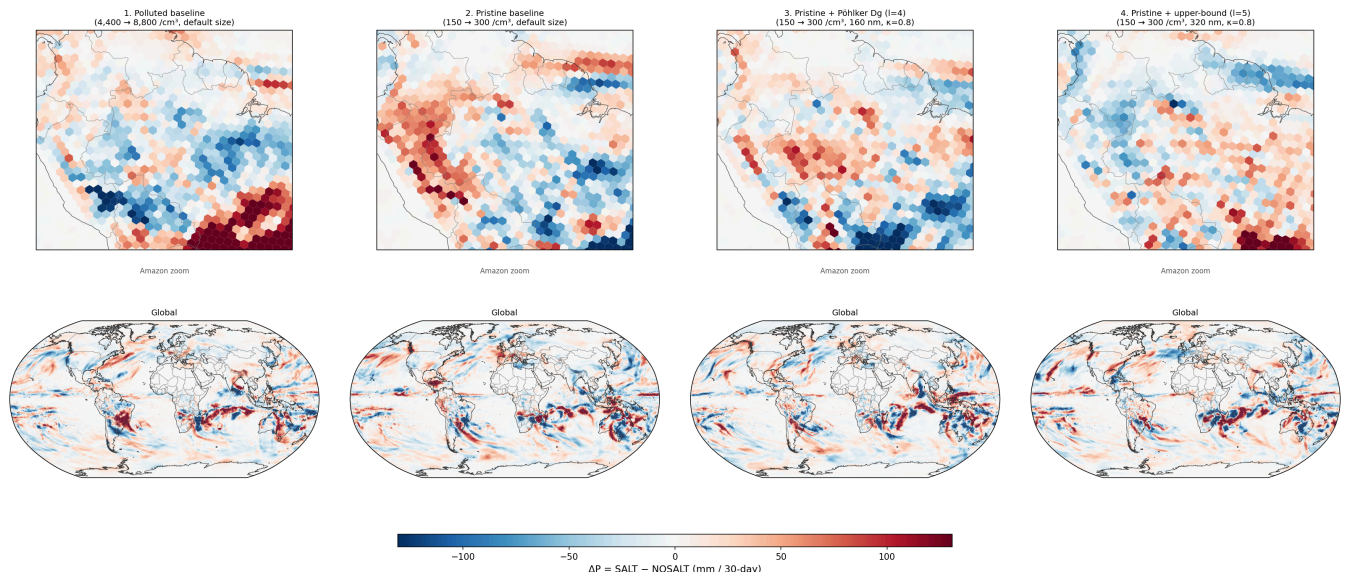 1. Polluted baseline
(4,400 → 8,800 /cm³, default size)
2. Pristine baseline
(150 → 300 /cm³, default size)
3. Pristine + Pöhlker Dg (I=4)
(150 → 300 /cm³, 160 nm, κ=0.8)
4. Pristine + upper-bound (I=5)
(150 → 300 /cm³, 320 nm, κ=0.8)
Amazon zoom
Amazon zoom
Amazon zoom
Amazon zoom
Global
Global
Global
Global
−100
−50
0
50
100
ΔP = SALT − NOSALT (mm / 30-day)